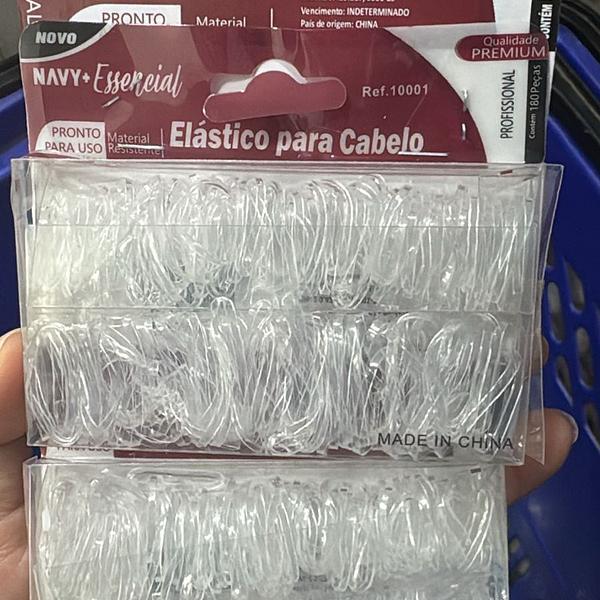 PRONTO
Material
Vencimento: INDETERMINADO
País de origem: CHINA
NOVO
NAVY+Essencial
Ref.10001
Qualidade
PREMIUM
PROFISSIONAL
Contém 180 Peças
PRONTO
PARA USO
Material
Resistente
Elástico para Cabelo
MADE IN CHINA